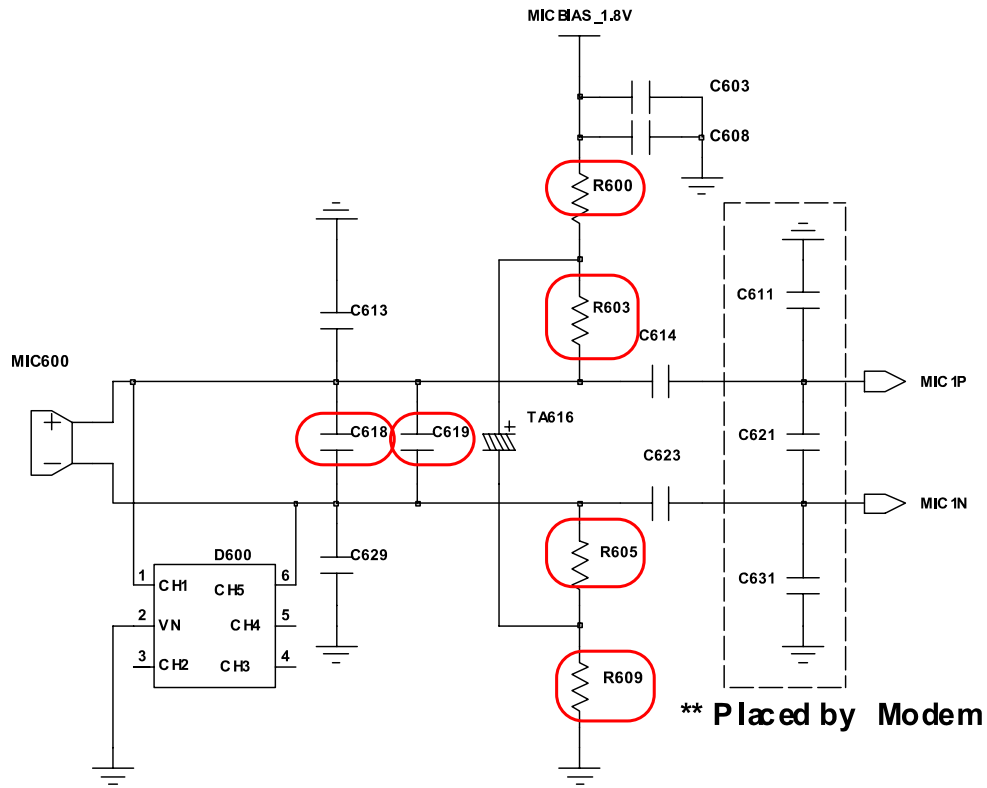 MICBIAS_1.8V
C603
C608
R600
R603
C611
C613
C614
MIC600
MIC1P
+
C618
C619
+
TA616
C621
−
C623
MIC1N
D600
C629
R605
1
CH1
CH5
6
C631
2
VN
CH4
5
3
CH2
CH3
4
R609
** Placed by Modem